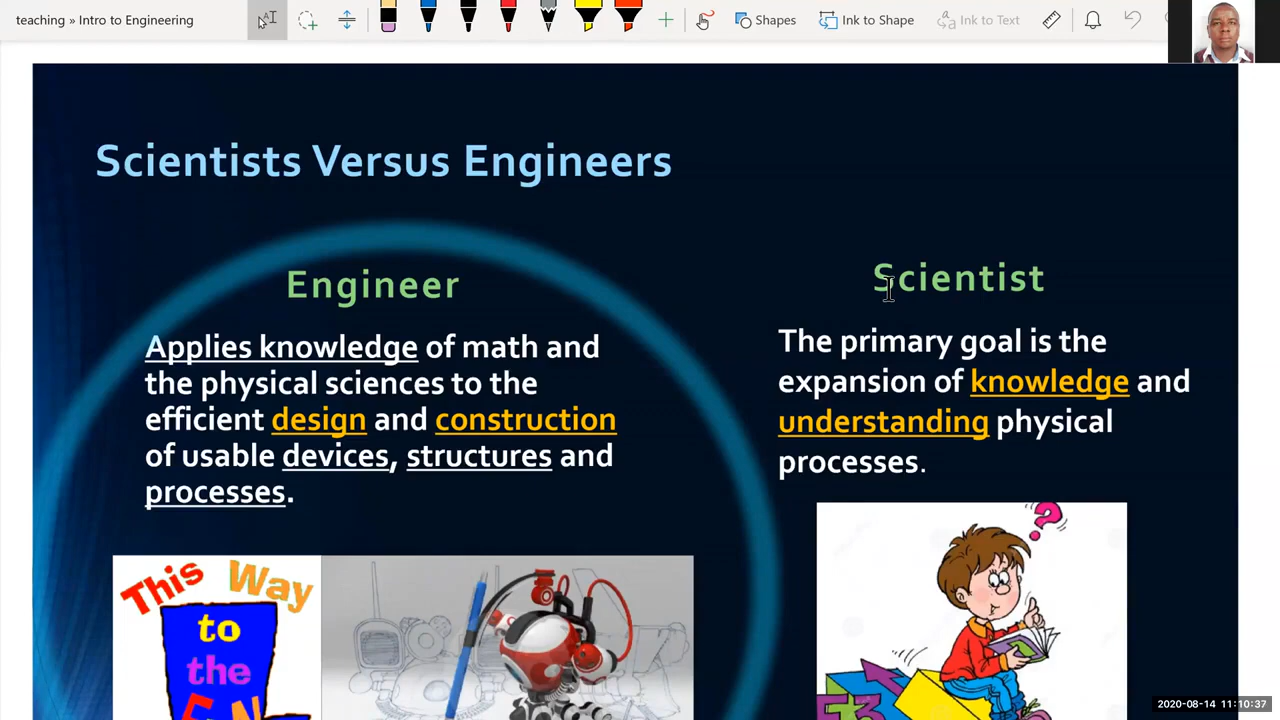 teaching » Intro to Engineering
Shapes
Ink to Shape
Ink to Text
Scientists Versus Engineers
Engineer
Applies knowledge of math and
the physical sciences to the
efficient design and construction
of usable devices, structures and
processes.
Scientist
The primary goal is the
expansion of knowledge and
understanding physical
processes.
This Way
to
the
?
2020-08-14 11:10:37